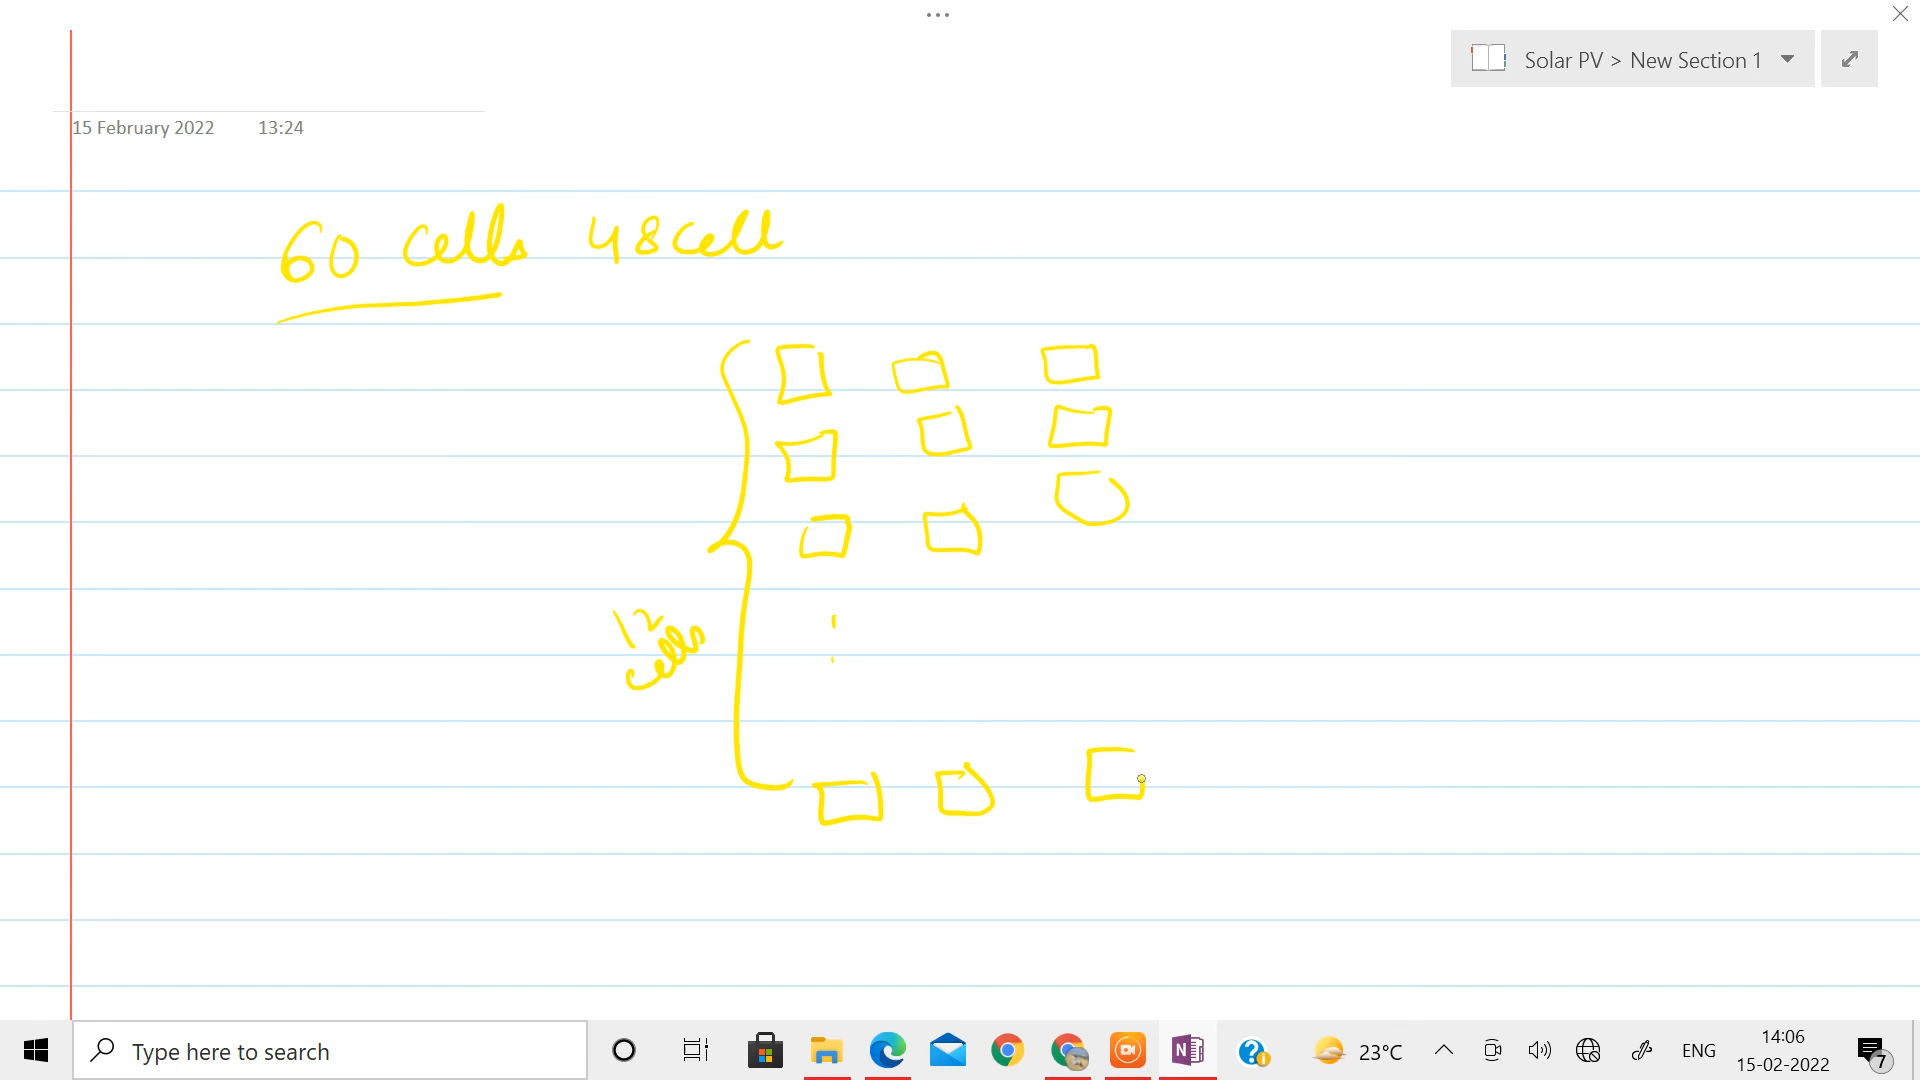 Solar PV > New Section 1
15 February 2022 13:24
60 cells 48 cell
12
cells
Type here to search
23°C
ENG
14:06
15-02-2022
7